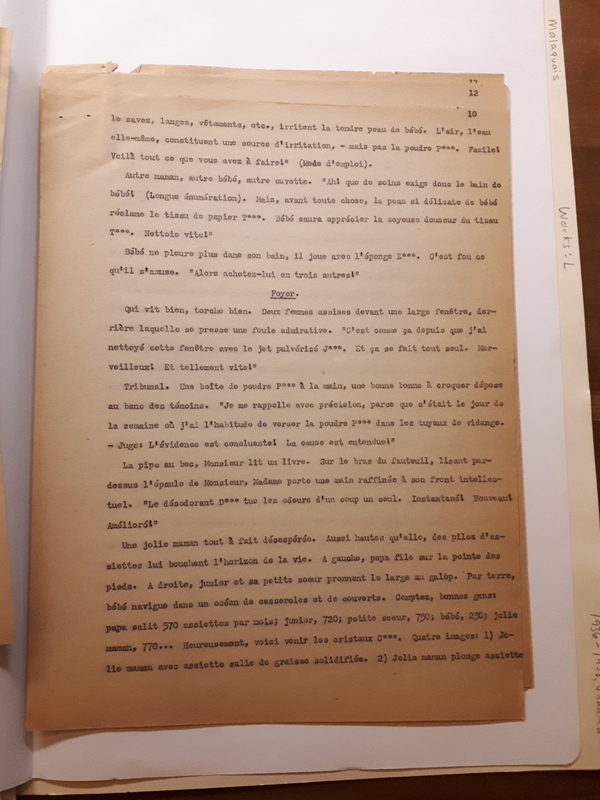 Malaquais
Works: L
12
10
le savez, langes, vêtements, etc., irritent la tendre peau de bébé. L'air, l'eau
elle-même, constituent une source d'irritation, - mais pas la poudre P***. Facile!
Voilà tout ce que vous avez à faire!" (Mode d'emploi).
Autre maman, autre bébé, autre cuvette. "Ah! que de soins exige donc le bain de
bébé! (Longue énumération). Mais, avant toute chose, la peau si délicate de bébé
réclame le tissu de papier T***. Bébé saura apprécier la soyeuse douceur du tissu
T***. Nettoie vite!"
Bébé ne pleure plus dans son bain, il joue avec l'éponge E***. C'est fou ce
qu'il s'amuse. "Alors achetez-lui en trois autres!"
Foyer.
Qui vit bien, torche bien. Deux femmes assises devant une large fenêtre, der-
rière laquelle se presse une foule admirative. "C'est comme ça depuis que j'ai
nettoyé cette fenêtre avec le jet pulvérisé J***. Et ça se fait tout seul. Mer-
veilleux! Et tellement vite!"
Tribunal. Une boîte de poudre P*** à la main, une bonne bonne à croquer dépose
au banc des témoins. "Je me rappelle avec précision, parce que c'était le jour de
la semaine où j'ai l'habitude de verser la poudre P*** dans les tuyaux de vidange.
- Juge: L'évidence est concluante! La cause est entendue!"
La pipe au bec, Monsieur lit un livre. Sur le bras du fauteuil, lisant par-
dessus l'épaule de Monsieur, Madame porte une main raffinée à son front intellec-
tuel. "Le désodorant D*** tue les odeurs d'un coup un seul. Instantané! Nouveau!
Amélioré!"
Une jolie maman tout à fait désespérée. Aussi hautes qu'elle, des piles d'as-
siettes lui bouchent l'horizon de la vie. A gauche, papa file sur la pointe des
pieds. A droite, junior et sa petite soeur prennent le large au galop. Par terre,
bébé navigue dans un océan de casseroles et de couverts. Comptez, bonnes gens:
papa salit 570 assiettes par mois; junior, 720; petite soeur, 750; bébé, 250; jolie
maman, 770... Heureusement, voici venir les cristaux C***. Quatre images: 1) Jo-
lie maman avec assiette salie de graisse solidifiée. 2) Jolie maman plonge assiette